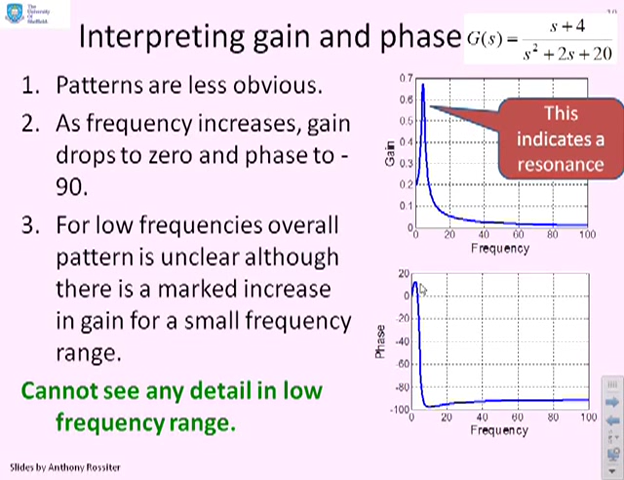 The
University
Of
Sheffield
Interpreting gain and phase
G(s) = s + 4
s² + 2s + 20
1. Patterns are less obvious.
2. As frequency increases, gain
drops to zero and phase to -
90.
3. For low frequencies overall
pattern is unclear although
there is a marked increase
in gain for a small frequency
range.
Cannot see any detail in low
frequency range.
Slides by Anthony Rossiter
0.7
0.6
0.5
0.4
0.3
0.2
0.1
0
Gain
0 20 40 60 80 100
Frequency
This
indicates a
resonance
20
0
-20
-40
-60
-80
-100
Phase
0 20 40 60 80 100
Frequency